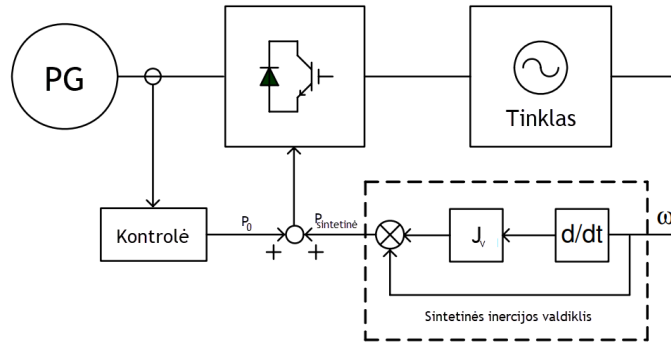 PG
Tinklas
Kontrolė
P0
+
+
Psintetinė
Jv
d/dt
ω
Sintetinės inercijos valdiklis